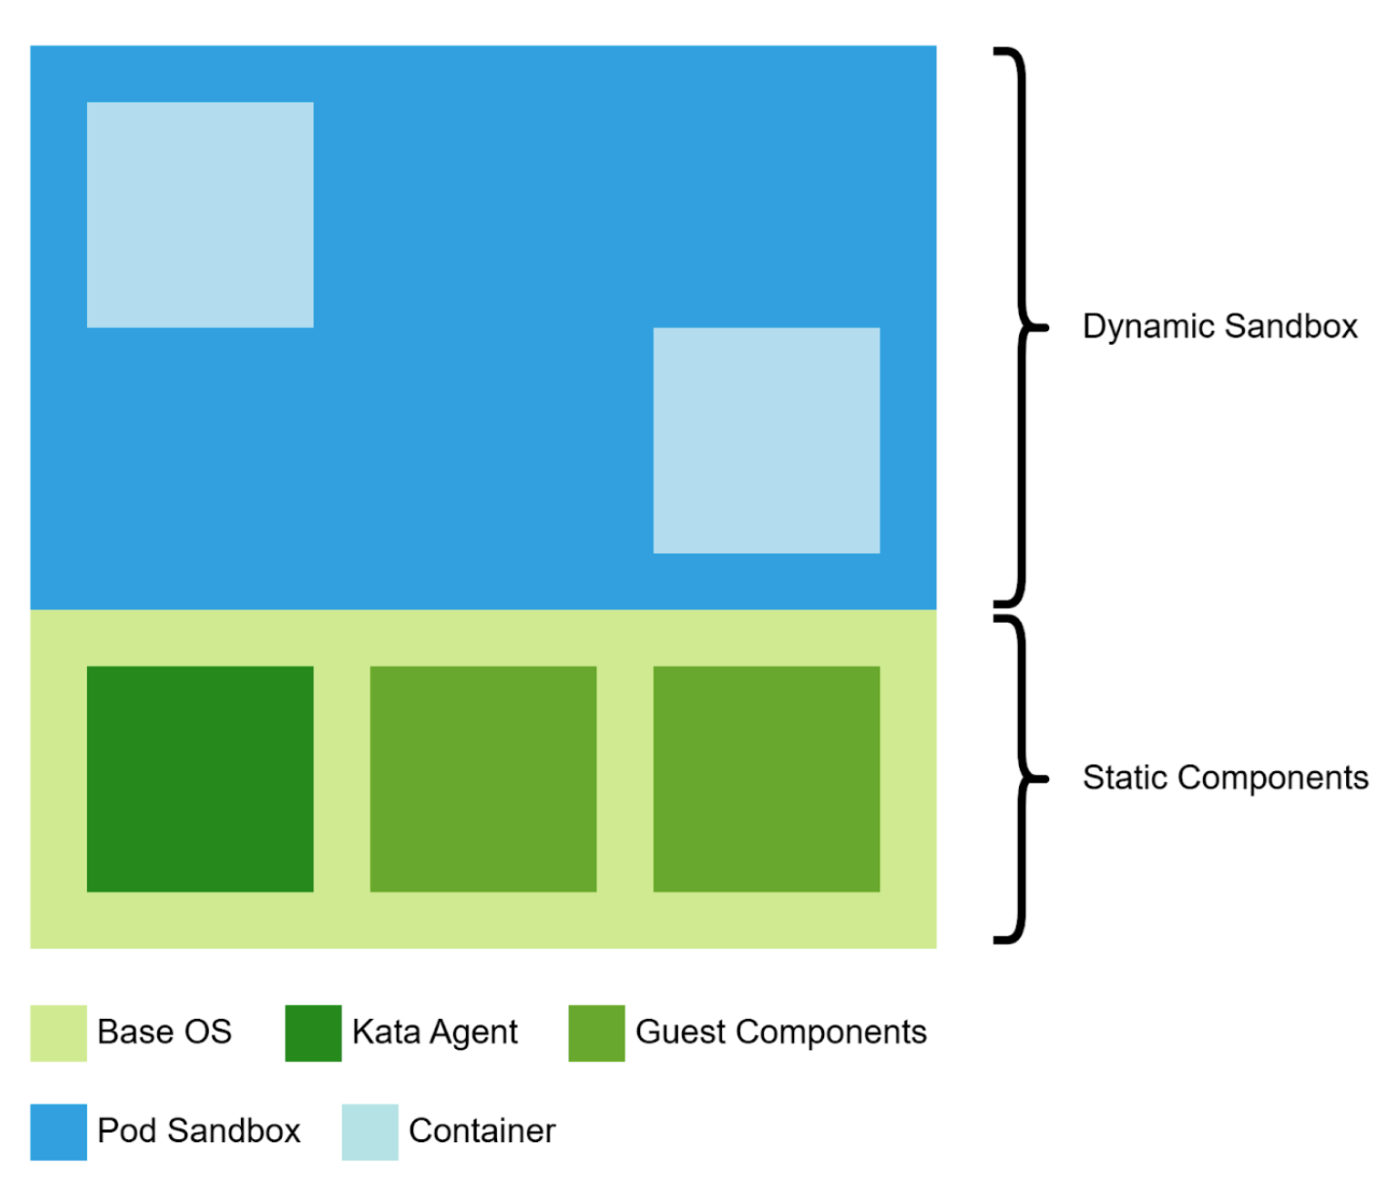 Dynamic Sandbox
Static Components
Base OS
Kata Agent
Guest Components
Pod Sandbox
Container